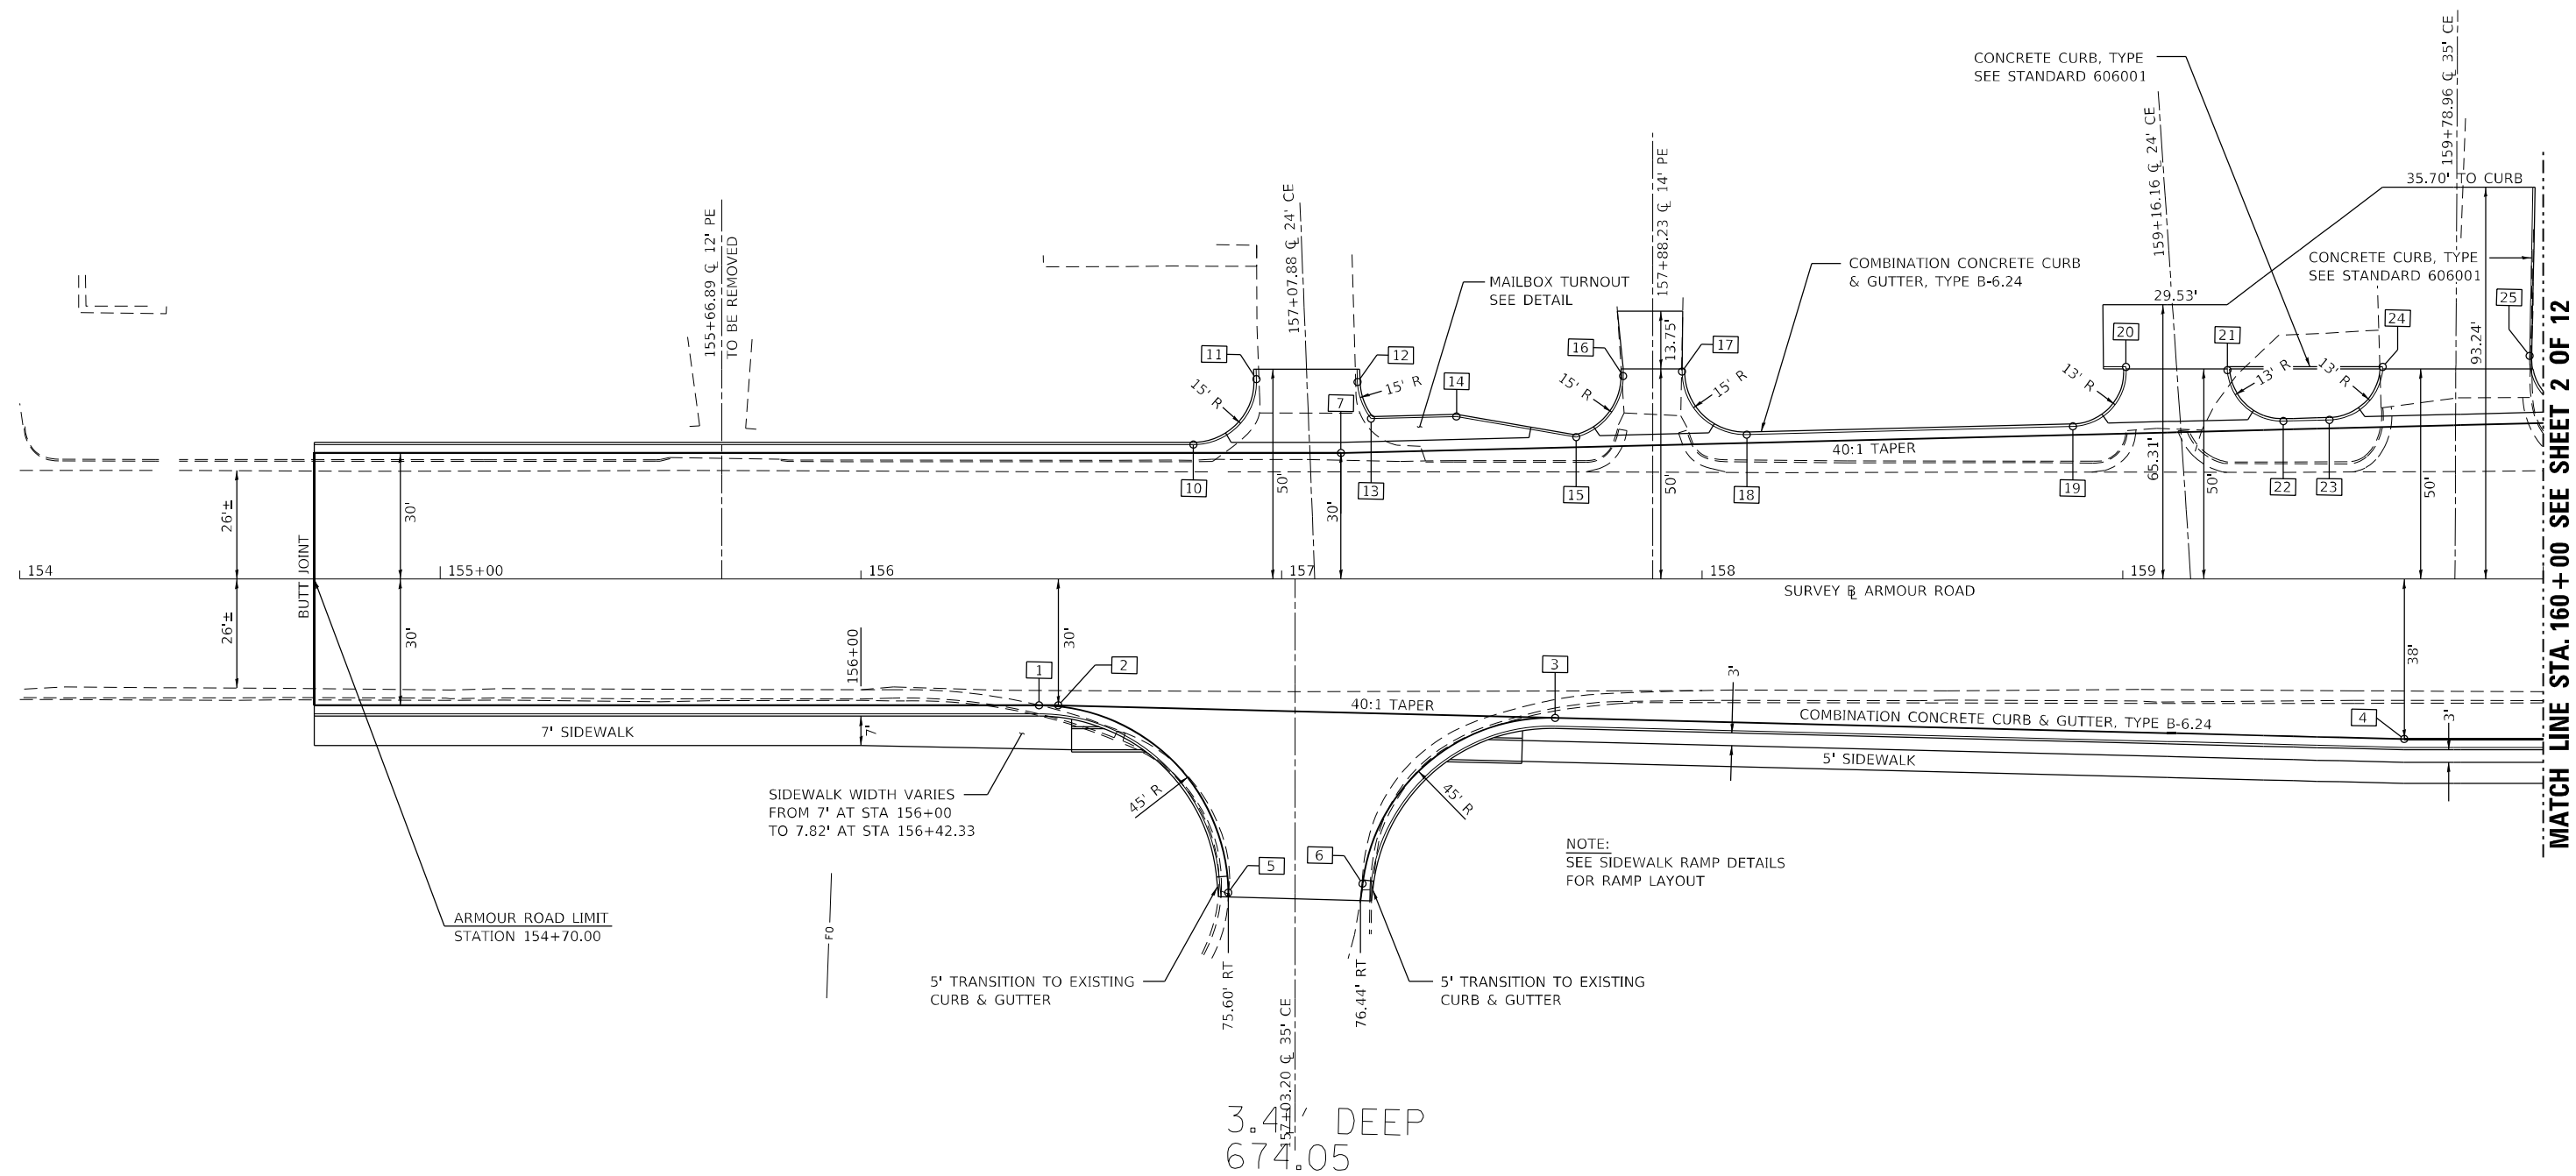 CONCRETE CURB, TYPE
SEE STANDARD 606001
159+78.96 ℄ 35' CE
159+16.16 ℄ 24' CE
157+88.23 ℄ 14' PE
157+07.88 ℄ 24' CE
155+66.89 ℄ 12' PE
TO BE REMOVED
35.70' TO CURB
CONCRETE CURB, TYPE
SEE STANDARD 606001
COMBINATION CONCRETE CURB
& GUTTER, TYPE B-6.24
MAILBOX TURNOUT
SEE DETAIL
29.53'
25
93.24'
24
21
20
17
16
13.75'
11
12
14
7
15' R
15' R
15' R
15' R
13' R
13' R
13' R
40:1 TAPER
10
13
15
18
19
22
23
26'±
30'
50'
30'
50'
65.31'
50'
50'
BUTT JOINT
154
155+00
156
157
158
159
SURVEY B ARMOUR ROAD
L
26'±
30'
156+00
30'
1
2
3
3'
38'
4
3'
40:1 TAPER
COMBINATION CONCRETE CURB & GUTTER, TYPE B-6.24
7' SIDEWALK
7'
5' SIDEWALK
SIDEWALK WIDTH VARIES
FROM 7' AT STA 156+00
TO 7.82' AT STA 156+42.33
45' R
45' R
5
6
NOTE:
SEE SIDEWALK RAMP DETAILS
FOR RAMP LAYOUT
ARMOUR ROAD LIMIT
STATION 154+70.00
FO
5' TRANSITION TO EXISTING
CURB & GUTTER
75.60' RT
76.44' RT
5' TRANSITION TO EXISTING
CURB & GUTTER
157+03.20 ℄ 35' CE
DEEP
674.05
MATCH LINE STA. 160+00 SEE SHEET 2 OF 12